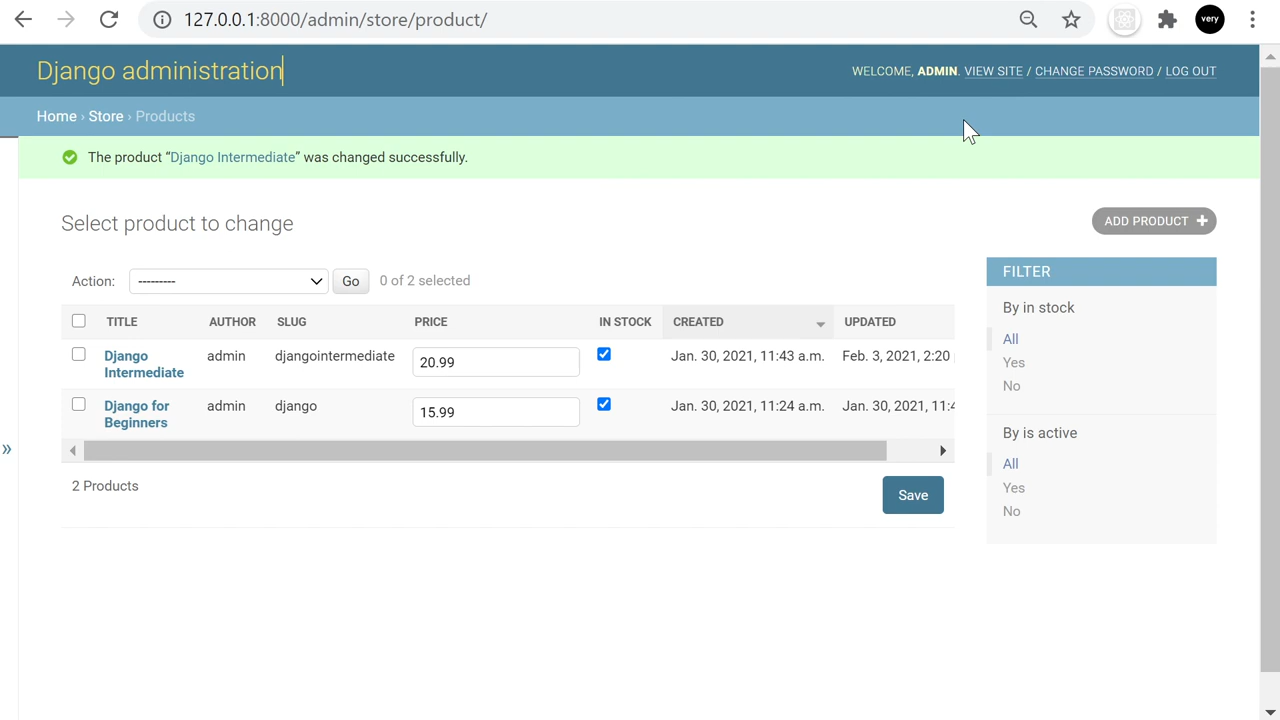 127.0.0.1:8000/admin/store/product/
very
Django administration
WELCOME, ADMIN. VIEW SITE / CHANGE PASSWORD / LOG OUT
Home › Store › Products
The product “Django Intermediate” was changed successfully.
Select product to change
ADD PRODUCT +
Action: --------- Go 0 of 2 selected
TITLE AUTHOR SLUG PRICE IN STOCK CREATED UPDATED
Django Intermediate admin djangointermediate 20.99 Jan. 30, 2021, 11:43 a.m. Feb. 3, 2021, 2:20
Django for Beginners admin django 15.99 Jan. 30, 2021, 11:24 a.m. Jan. 30, 2021, 11:4
2 Products
Save
FILTER
By in stock
All
Yes
No
By is active
All
Yes
No
»